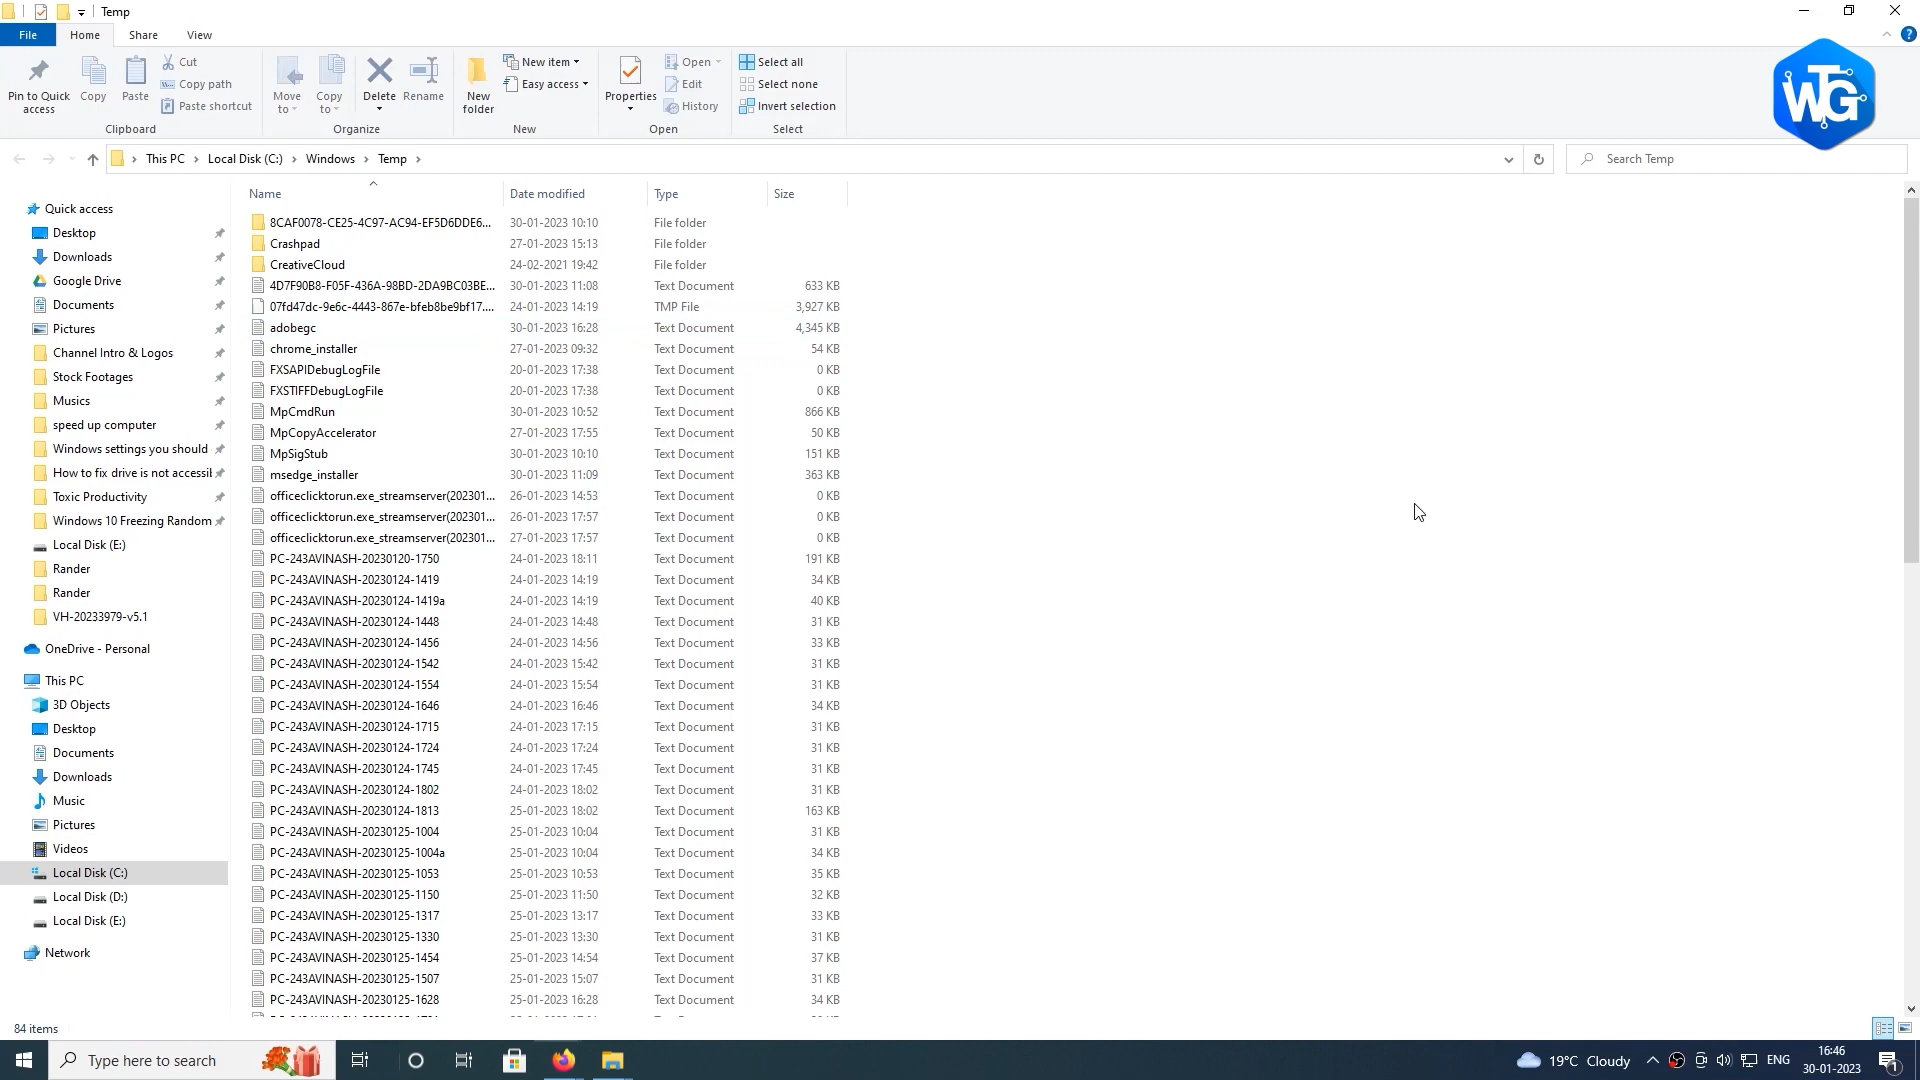 Temp
File Home Share View
Pin to Quick access
Copy
Paste
Cut
Copy path
Paste shortcut
Clipboard
Move to
Copy to
Delete
Rename
Organize
New folder
New item
Easy access
New
Properties
Open
Edit
History
Open
Select all
Select none
Invert selection
Select
WTG
This PC > Local Disk (C:) > Windows > Temp >
Search Temp
Quick access
Desktop
Downloads
Google Drive
Documents
Pictures
Channel Intro & Logos
Stock Footages
Musics
speed up computer
Windows settings you should
How to fix drive is not accessil
Toxic Productivity
Windows 10 Freezing Random
Local Disk (E:)
Rander
Rander
VH-20233979-v5.1
OneDrive - Personal
This PC
3D Objects
Desktop
Documents
Downloads
Music
Pictures
Videos
Local Disk (C:)
Local Disk (D:)
Local Disk (E:)
Network
Name Date modified Type Size
8CAF0078-CE25-4C97-AC94-EF5D6DDE6... 30-01-2023 10:10 File folder
Crashpad 27-01-2023 15:13 File folder
CreativeCloud 24-02-2021 19:42 File folder
4D7F90B8-F05F-436A-98BD-2DA9BC03BE... 30-01-2023 11:08 Text Document 633 KB
07fd47dc-9e6c-4443-867e-bfeb8be9bf17.... 24-01-2023 14:19 TMP File 3,927 KB
adobegc 30-01-2023 16:28 Text Document 4,345 KB
chrome_installer 27-01-2023 09:32 Text Document 54 KB
FXSAPIDebugLogFile 20-01-2023 17:38 Text Document 0 KB
FXSTIFFDebugLogFile 20-01-2023 17:38 Text Document 0 KB
MpCmdRun 30-01-2023 10:52 Text Document 866 KB
MpCopyAccelerator 27-01-2023 17:55 Text Document 50 KB
MpSigStub 30-01-2023 10:10 Text Document 151 KB
msedge_installer 30-01-2023 11:09 Text Document 363 KB
officeclicktorun.exe_streamserver(202301... 26-01-2023 14:53 Text Document 0 KB
officeclicktorun.exe_streamserver(202301... 26-01-2023 17:57 Text Document 0 KB
officeclicktorun.exe_streamserver(202301... 27-01-2023 17:57 Text Document 0 KB
PC-243AVINASH-20230120-1750 24-01-2023 18:11 Text Document 191 KB
PC-243AVINASH-20230124-1419 24-01-2023 14:19 Text Document 34 KB
PC-243AVINASH-20230124-1419a 24-01-2023 14:19 Text Document 40 KB
PC-243AVINASH-20230124-1448 24-01-2023 14:48 Text Document 31 KB
PC-243AVINASH-20230124-1456 24-01-2023 14:56 Text Document 33 KB
PC-243AVINASH-20230124-1542 24-01-2023 15:42 Text Document 31 KB
PC-243AVINASH-20230124-1554 24-01-2023 15:54 Text Document 31 KB
PC-243AVINASH-20230124-1646 24-01-2023 16:46 Text Document 34 KB
PC-243AVINASH-20230124-1715 24-01-2023 17:15 Text Document 31 KB
PC-243AVINASH-20230124-1724 24-01-2023 17:24 Text Document 31 KB
PC-243AVINASH-20230124-1745 24-01-2023 17:45 Text Document 31 KB
PC-243AVINASH-20230124-1802 24-01-2023 18:02 Text Document 31 KB
PC-243AVINASH-20230124-1813 25-01-2023 18:02 Text Document 163 KB
PC-243AVINASH-20230125-1004 25-01-2023 10:04 Text Document 31 KB
PC-243AVINASH-20230125-1004a 25-01-2023 10:04 Text Document 34 KB
PC-243AVINASH-20230125-1053 25-01-2023 10:53 Text Document 35 KB
PC-243AVINASH-20230125-1150 25-01-2023 11:50 Text Document 32 KB
PC-243AVINASH-20230125-1317 25-01-2023 13:17 Text Document 33 KB
PC-243AVINASH-20230125-1330 25-01-2023 13:30 Text Document 31 KB
PC-243AVINASH-20230125-1454 25-01-2023 14:54 Text Document 37 KB
PC-243AVINASH-20230125-1507 25-01-2023 15:07 Text Document 31 KB
PC-243AVINASH-20230125-1628 25-01-2023 16:28 Text Document 34 KB
84 items
Type here to search
19°C Cloudy
ENG
16:46
30-01-2023
1